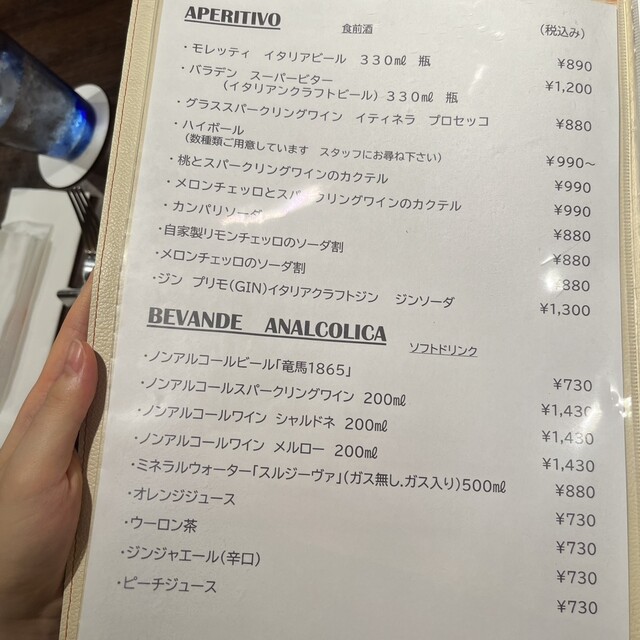 APERITIVO 食前酒 (税込み)
・モレッティ イタリアビール 330㎖ 瓶 ¥890
・バラデン スーパービター
(イタリアンクラフトビール) 330㎖ 瓶 ¥1,200
・グラススパークリングワイン イティネラ プロセッコ ¥880
・ハイボール
(数種類ご用意しています スタッフにお尋ね下さい) ¥990~
・桃とスパークリングワインのカクテル ¥990
・メロンチェッロとスパークリングワインのカクテル ¥990
・カンパリソーダ ¥880
・自家製リモンチェッロのソーダ割 ¥880
・メロンチェッロのソーダ割 ¥880
・ジン プリモ(GIN)イタリアクラフトジン ジンソーダ ¥1,300
BEVANDE ANALCOLICA ソフトドリンク
・ノンアルコールビール「竜馬1865」 ¥730
・ノンアルコールスパークリングワイン 200㎖ ¥1,430
・ノンアルコールワイン シャルドネ 200㎖ ¥1,430
・ノンアルコールワイン メルロー 200㎖ ¥1,430
・ミネラルウォーター「スルジーヴァ」(ガス無し.ガス入り)500㎖ ¥880
・オレンジジュース ¥730
・ウーロン茶 ¥730
・ジンジャエール(辛口) ¥730
・ピーチジュース ¥730